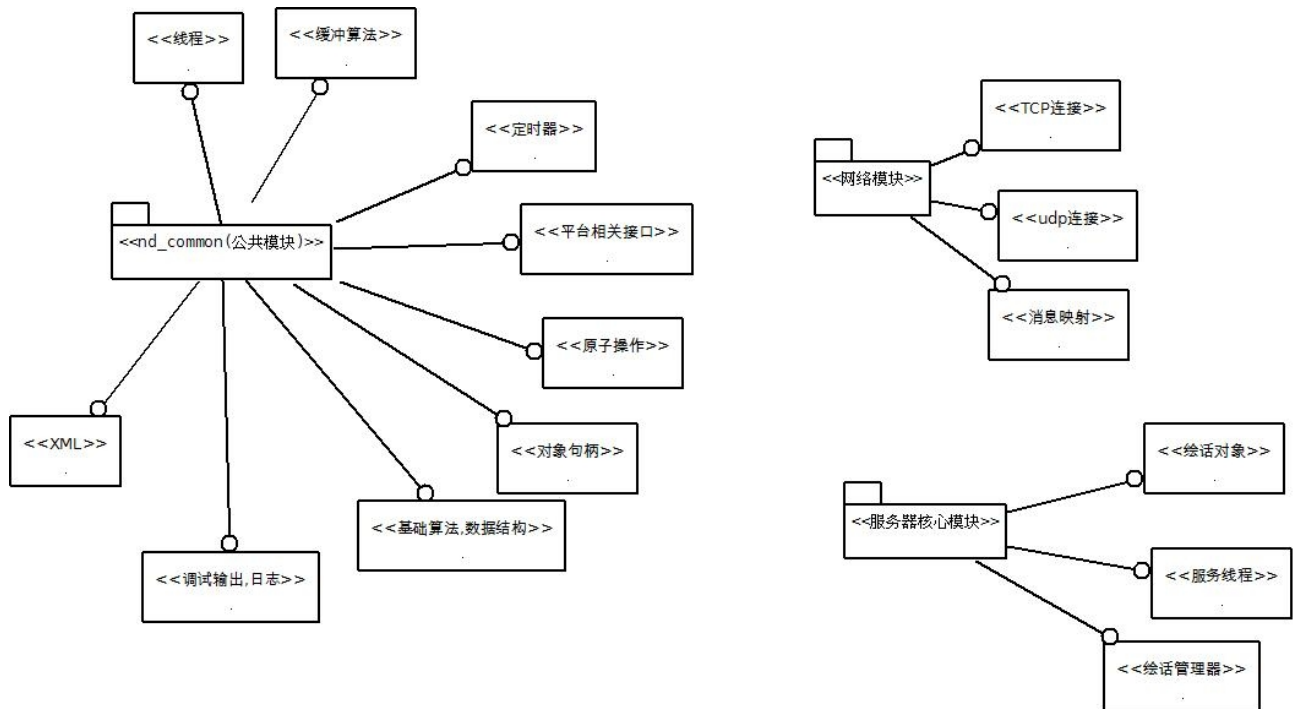 <<线程>>
<<缓冲算法>>
<<定时器>>
<<平台相关接口>>
<<nd_common(公共模块)>>
<<原子操作>>
<<对象句柄>>
<<XML>>
<<基础算法,数据结构>>
<<调试输出,日志>>
<<TCP连接>>
<<网络模块>>
<<udp连接>>
<<消息映射>>
<<绘话对象>>
<<服务器核心模块>>
<<服务线程>>
<<绘话管理器>>